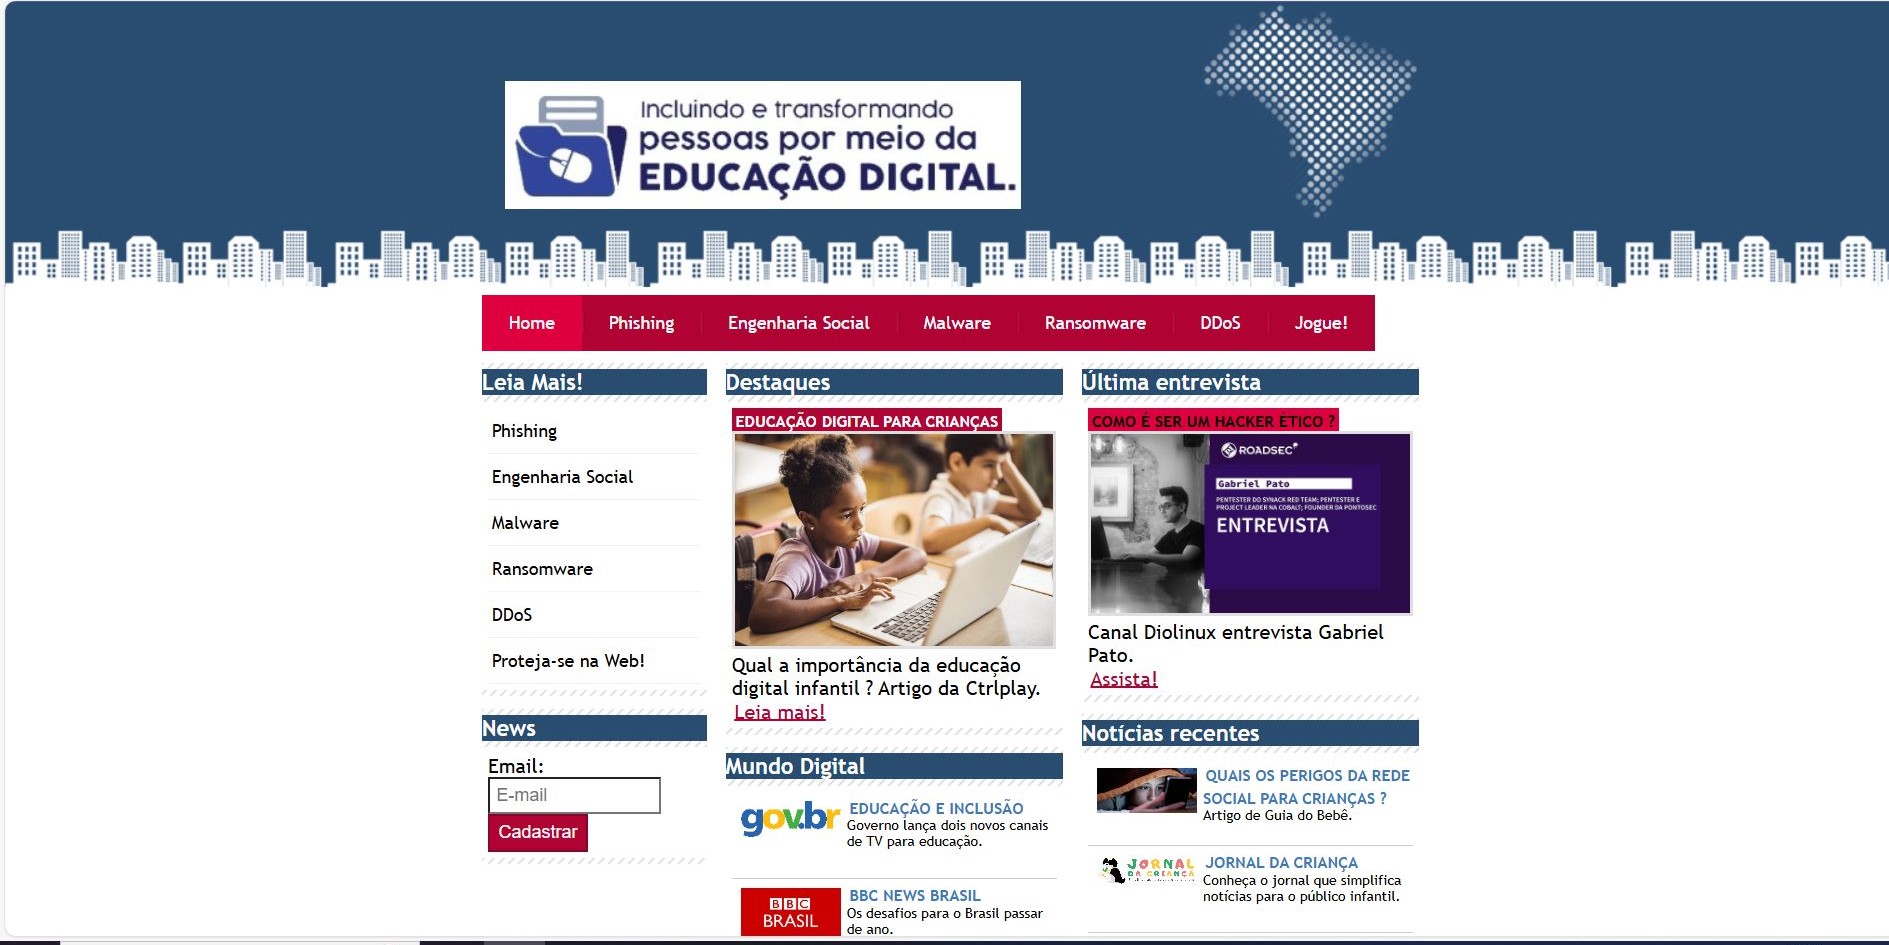 Incluindo e transformando
pessoas por meio da
EDUCAÇÃO DIGITAL.
Home
Phishing
Engenharia Social
Malware
Ransomware
DDoS
Jogue!
Leia Mais!
Phishing
Engenharia Social
Malware
Ransomware
DDoS
Proteja-se na Web!
News
Email:
E-mail
Cadastrar
Destaques
EDUCAÇÃO DIGITAL PARA CRIANÇAS
Qual a importância da educação
digital infantil ? Artigo da Ctrlplay.
Leia mais!
Mundo Digital
gov.br
EDUCAÇÃO E INCLUSÃO
Governo lança dois novos canais
de TV para educação.
BBC
BRASIL
BBC NEWS BRASIL
Os desafios para o Brasil passar
de ano.
Última entrevista
COMO É SER UM HACKER ÉTICO ?
ROADSEC
Gabriel Pato
PENTESTER DO SYNACK RED TEAM; PENTESTER E
PROJECT LEADER NA COBALT; FOUNDER DA PONTOSEC
ENTREVISTA
Canal Diolinux entrevista Gabriel
Pato.
Assista!
Notícias recentes
QUAIS OS PERIGOS DA REDE
SOCIAL PARA CRIANÇAS ?
Artigo de Guia do Bebê.
JORNAL
DA CRIANÇA
JORNAL DA CRIANÇA
Conheça o jornal que simplifica
notícias para o público infantil.